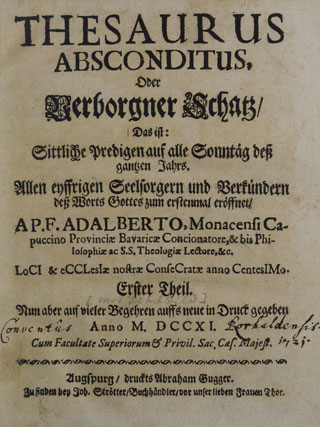 THESAURUS
ABSCONDITUS,
Oder
Verborgner Schatz/
Das ist:
Sittliche Predigen auf alle Sonntäg deß
gantzen Jahrs.
Allen eyffrigen Seelsorgern und Verkündern
deß Worts Gottes zum erstenmal eröffnet/
A P. F. ADALBERTO, Monacensi Ca-
puccino Provinciæ Bavaricæ Concionatore, & bis Phi-
losophiæ ac S.S. Theologiæ Lectore, &c.
LoCI & eCCLesIæ nostræ ConseCratæ anno CentesIMo.
Erster Theil.
Nun aber auf vieler Begehren auffs neue in Druck gegeben
Conventus Anno M. DCCXI.
Cum Facultate Superiorum & Privil. Sac. Cæs. Majest. 1725
Augspurg / druckts Abraham Gugger.
Zu finden bey Joh. Strötter/Buchhändler/vor unser lieben Frauen Thor.